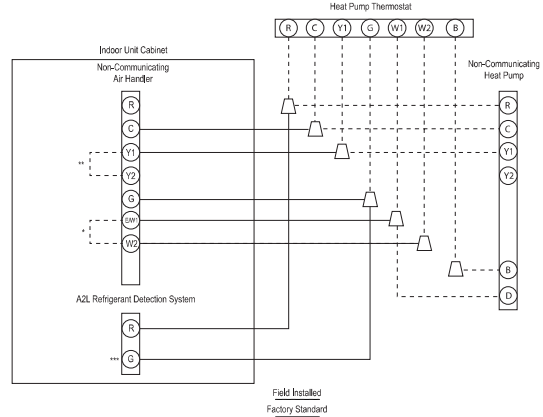 Heat Pump Thermostat
R C Y1 G W1 W2 B
Indoor Unit Cabinet
Non-Communicating
Air Handler
R
C
Y1
**
Y2
G
E/W1
*
W2
A2L Refrigerant Detection System
R
*** G
Non-Communicating
Heat Pump
R
C
Y1
Y2
B
D
Field Installed
Factory Standard